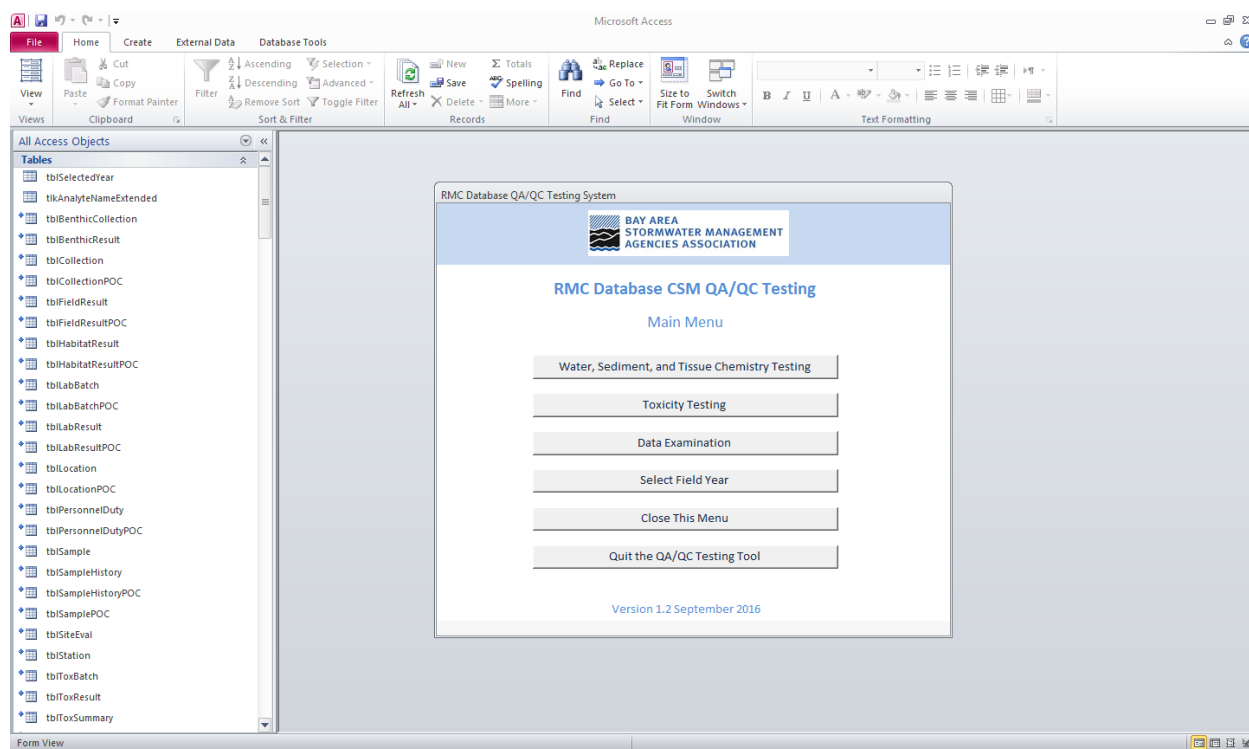 Microsoft Access
File Home Create External Data Database Tools
View
Views
Paste
Cut
Copy
Format Painter
Clipboard
Filter
Ascending
Descending
Remove Sort
Selection
Advanced
Toggle Filter
Sort & Filter
Refresh
All
New
Save
Delete
Totals
Spelling
More
Records
Find
Replace
Go To
Select
Find
Size to
Fit Form
Switch
Windows
Window
B I U A
Text Formatting
All Access Objects
Tables
tblSelectedYear
tlkAnalyteNameExtended
tblBenthicCollection
tblBenthicResult
tblCollection
tblCollectionPOC
tblFieldResult
tblFieldResultPOC
tblHabitatResult
tblHabitatResultPOC
tblLabBatch
tblLabBatchPOC
tblLabResult
tblLabResultPOC
tblLocation
tblLocationPOC
tblPersonnelDuty
tblPersonnelDutyPOC
tblSample
tblSampleHistory
tblSampleHistoryPOC
tblSamplePOC
tblSiteEval
tblStation
tblToxBatch
tblToxResult
tblToxSummary
RMC Database QA/QC Testing System
BAY AREA
STORMWATER MANAGEMENT
AGENCIES ASSOCIATION
RMC Database CSM QA/QC Testing
Main Menu
Water, Sediment, and Tissue Chemistry Testing
Toxicity Testing
Data Examination
Select Field Year
Close This Menu
Quit the QA/QC Testing Tool
Version 1.2 September 2016
Form View